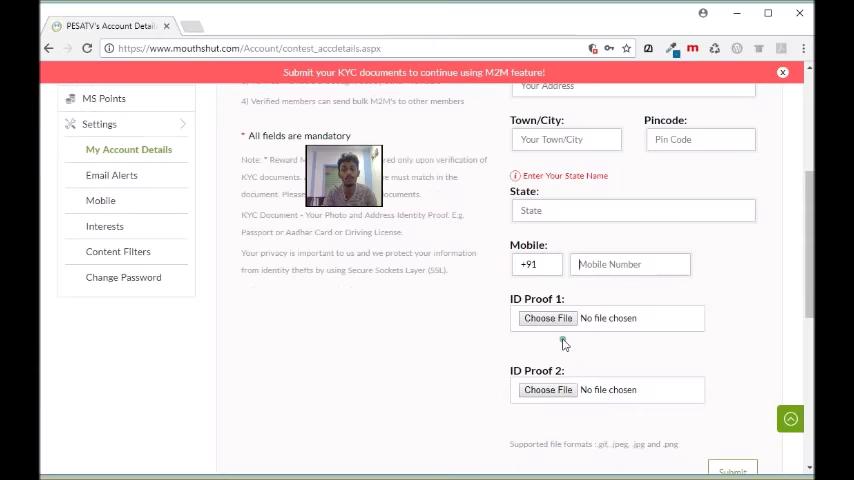 PESATV's Account Detail
https://www.mouthshut.com/Account/contest_accdetails.aspx
Submit your KYC documents to continue using M2M feature!
MS Points
Settings
My Account Details
Email Alerts
Mobile
Interests
Content Filters
Change Password
4) Verified members can send bulk M2M's to other members
* All fields are mandatory
Note: * Reward M red only upon verification of
KYC documents. are must match in the
document. Pleas ocuments.
KYC Document - Your Photo and Address Identity Proof. E.g.
Passport or Aadhar Card or Driving License.
Your privacy is important to us and we protect your information
from identity thefts by using Secure Sockets Layer (SSL).
Your Address
Town/City: Pincode:
Your Town/City Pin Code
Enter Your State Name
State:
State
Mobile:
+91 Mobile Number
ID Proof 1:
Choose File No file chosen
ID Proof 2:
Choose File No file chosen
Supported file formats : .gif, .jpeg, .jpg and .png
Submit